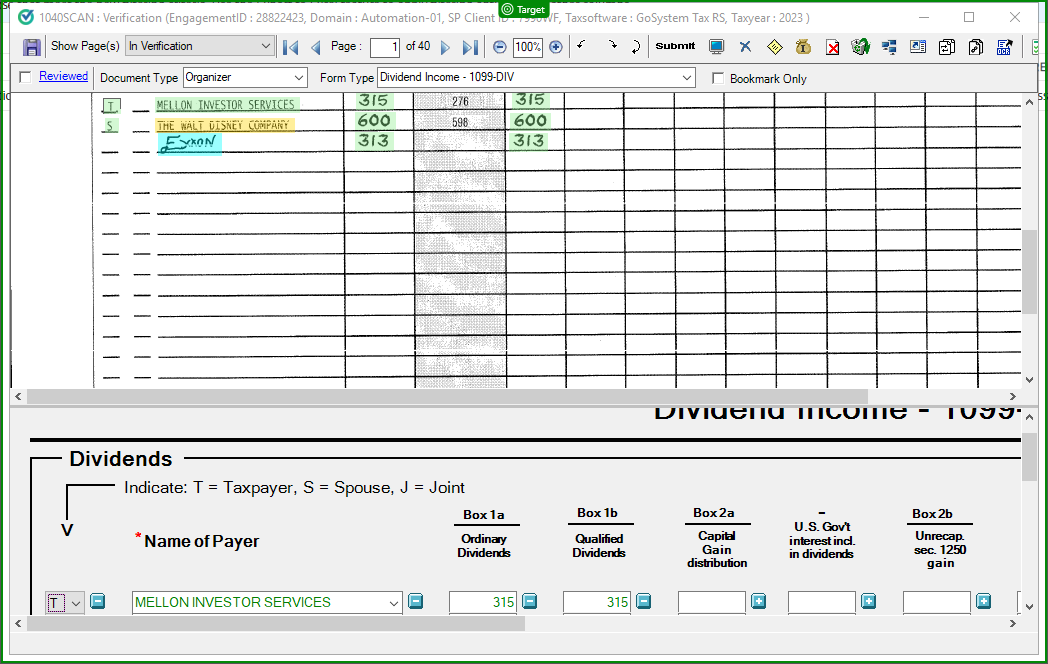 Target
1040SCAN : Verification (EngagementID : 28822423, Domain : Automation-01, SP Client ID : 7990WF, Taxsoftware : GoSystem Tax RS, Taxyear : 2023 )
Show Page(s) In Verification Page : 1 of 40 100% Submit
Reviewed Document Type Organizer Form Type Dividend Income - 1099-DIV Bookmark Only
T MELLON INVESTOR SERVICES 315 276 315
S THE WALT DISNEY COMPANY 600 598 600
Exxon 313 313
Dividend Income - 1099-
Dividends
Indicate: T = Taxpayer, S = Spouse, J = Joint
V
*Name of Payer
Box 1a Ordinary Dividends
Box 1b Qualified Dividends
Box 2a Capital Gain distribution
U.S. Gov't interest incl. in dividends
Box 2b Unrecap. sec. 1250 gain
T MELLON INVESTOR SERVICES 315 315